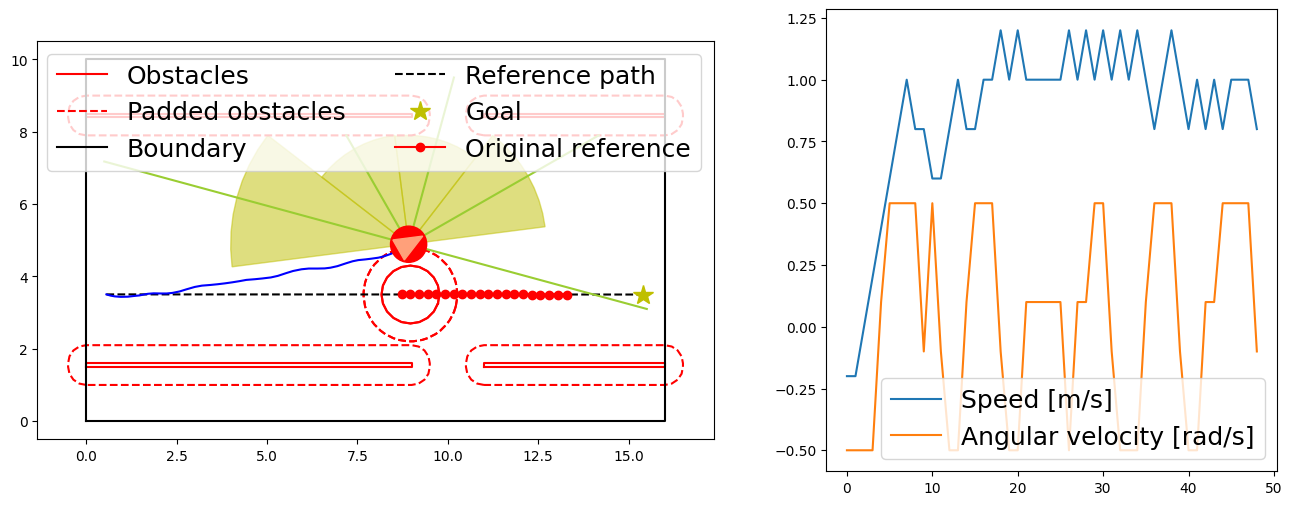 10
8
6
4
2
0
0.0 2.5 5.0 7.5 10.0 12.5 15.0
Obstacles
Padded obstacles
Boundary
Reference path
Goal
Original reference
1.25
1.00
0.75
0.50
0.25
0.00
−0.25
−0.50
0 10 20 30 40 50
Speed [m/s]
Angular velocity [rad/s]